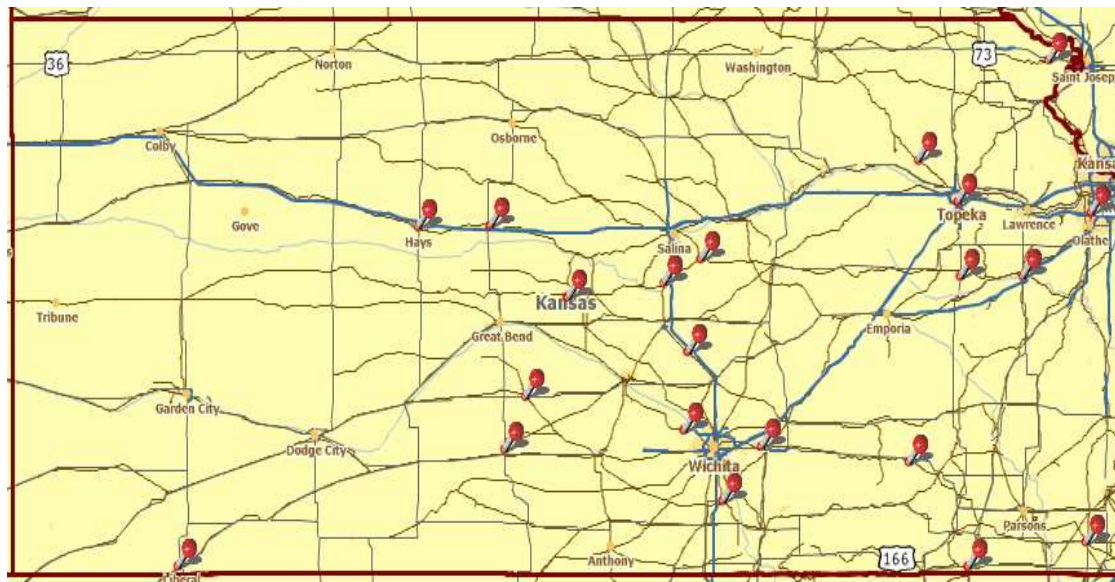 36
73
Norton
Washington
Saint Josep
Colby
Osborne
Kansa
Gove
Hays
Topeka
Lawrence
Salina
Olathe
Kansas
Tribune
Great Bend
Emporia
Garden City
Dodge City
Wichita
Parsons
Anthony
166
Liberal